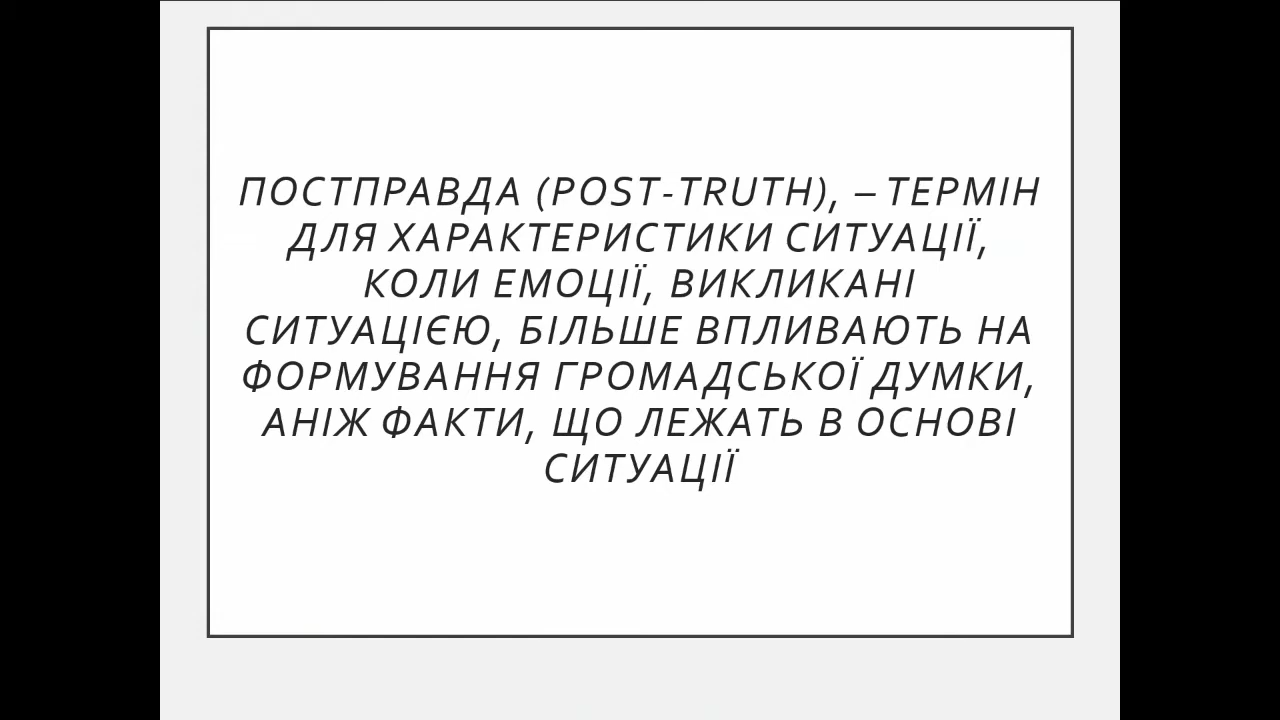 ПОСТПРАВДА (POST-TRUTH), – ТЕРМІН
ДЛЯ ХАРАКТЕРИСТИКИ СИТУАЦІЇ,
КОЛИ ЕМОЦІЇ, ВИКЛИКАНІ
СИТУАЦІЄЮ, БІЛЬШЕ ВПЛИВАЮТЬ НА
ФОРМУВАННЯ ГРОМАДСЬКОЇ ДУМКИ,
АНІЖ ФАКТИ, ЩО ЛЕЖАТЬ В ОСНОВІ
СИТУАЦІЇ